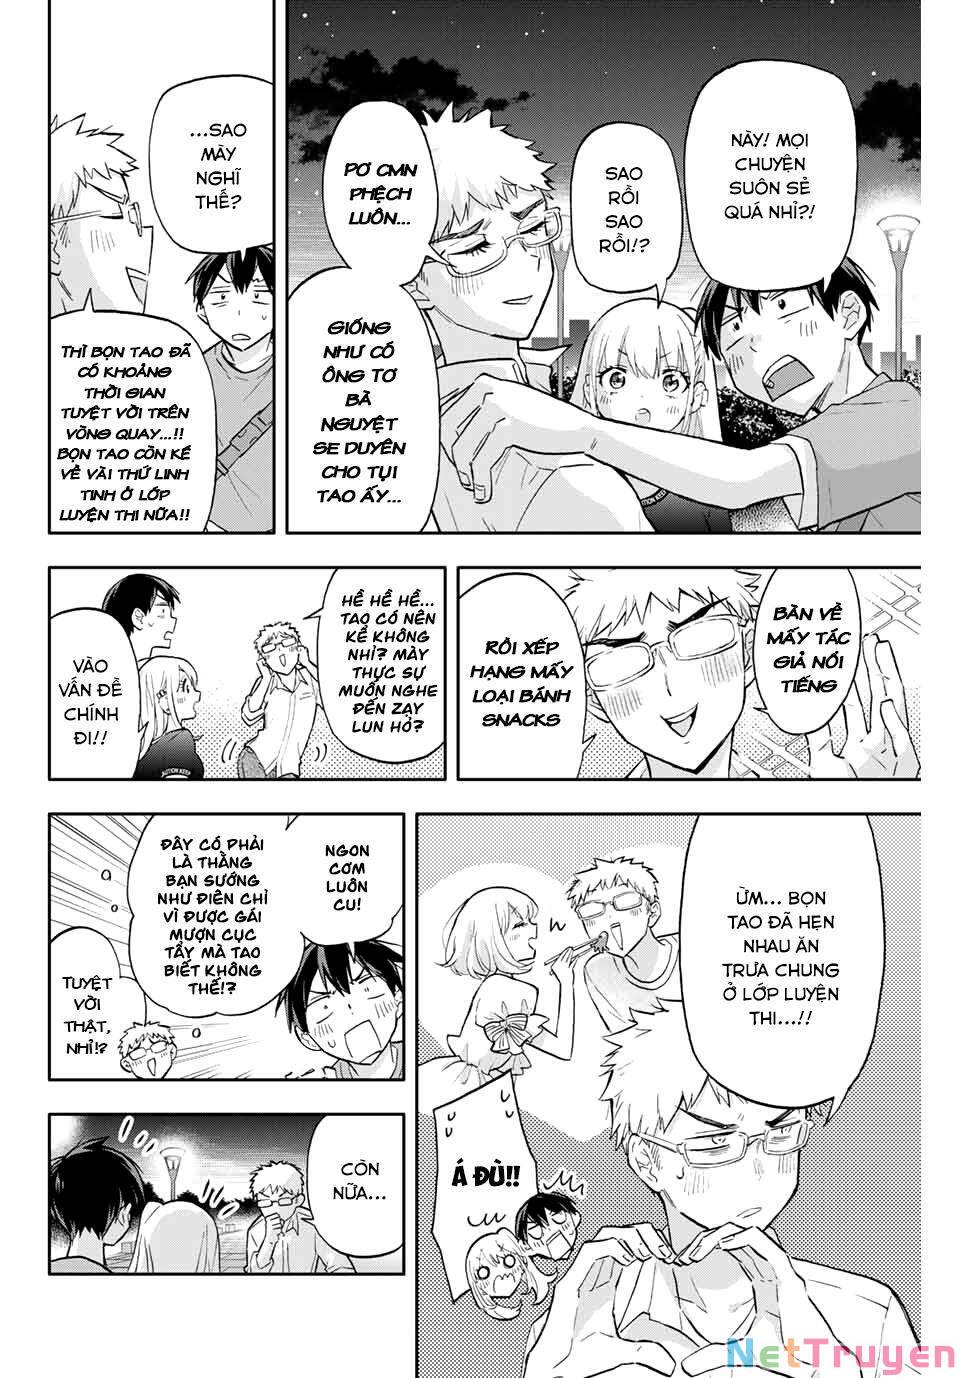 NÀY! MỌI
CHUYỆN
SUÔN SẺ
QUÁ NHỈ?!
SAO
RỒI
SAO
RỒI!?
PƠ CMN
PHỆCH
LUÔN...
GIỐNG
NHƯ CÓ
ÔNG TƠ
BÀ
NGUYỆT
SE DUYÊN
CHO TỤI
TAO ẤY...
...SAO
MÀY
NGHĨ
THẾ?
THÌ BỌN TAO ĐÃ
CÓ KHOẢNG
THỜI GIAN
TUYỆT VỜI TRÊN
VÒNG QUAY...!!
BỌN TAO CÒN KỂ
VỀ VÀI THỨ LINH
TINH Ở LỚP
LUYỆN THI NỮA!!
BÀN VỀ
MẤY TÁC
GIẢ NỔI
TIẾNG
RỒI XẾP
HẠNG MẤY
LOẠI BÁNH
SNACKS
HỀ HỀ HỀ...
TAO CÓ NÊN
KỂ KHÔNG
NHỈ? MÀY
THỰC SỰ
MUỐN NGHE
ĐẾN ZẠY
LUN HỎ?
VÀO
VẤN ĐỀ
CHÍNH
ĐI!!
AUTION KEEP
ỪM... BỌN
TAO ĐÃ HẸN
NHAU ĂN
TRƯA CHUNG
Ở LỚP LUYỆN
THI...!!
Á ĐÙ!!
NGON
CƠM
LUÔN
CU!
ĐÂY CÓ PHẢI
LÀ THẰNG
BẠN SƯỚNG
NHƯ ĐIÊN CHỈ
VÌ ĐƯỢC GÁI
MƯỢN CỤC
TẨY MÀ TAO
BIẾT KHÔNG
THẾ!?
TUYỆT
VỜI
THẬT,
NHỈ!?
CÒN
NỮA...
NetTruyen